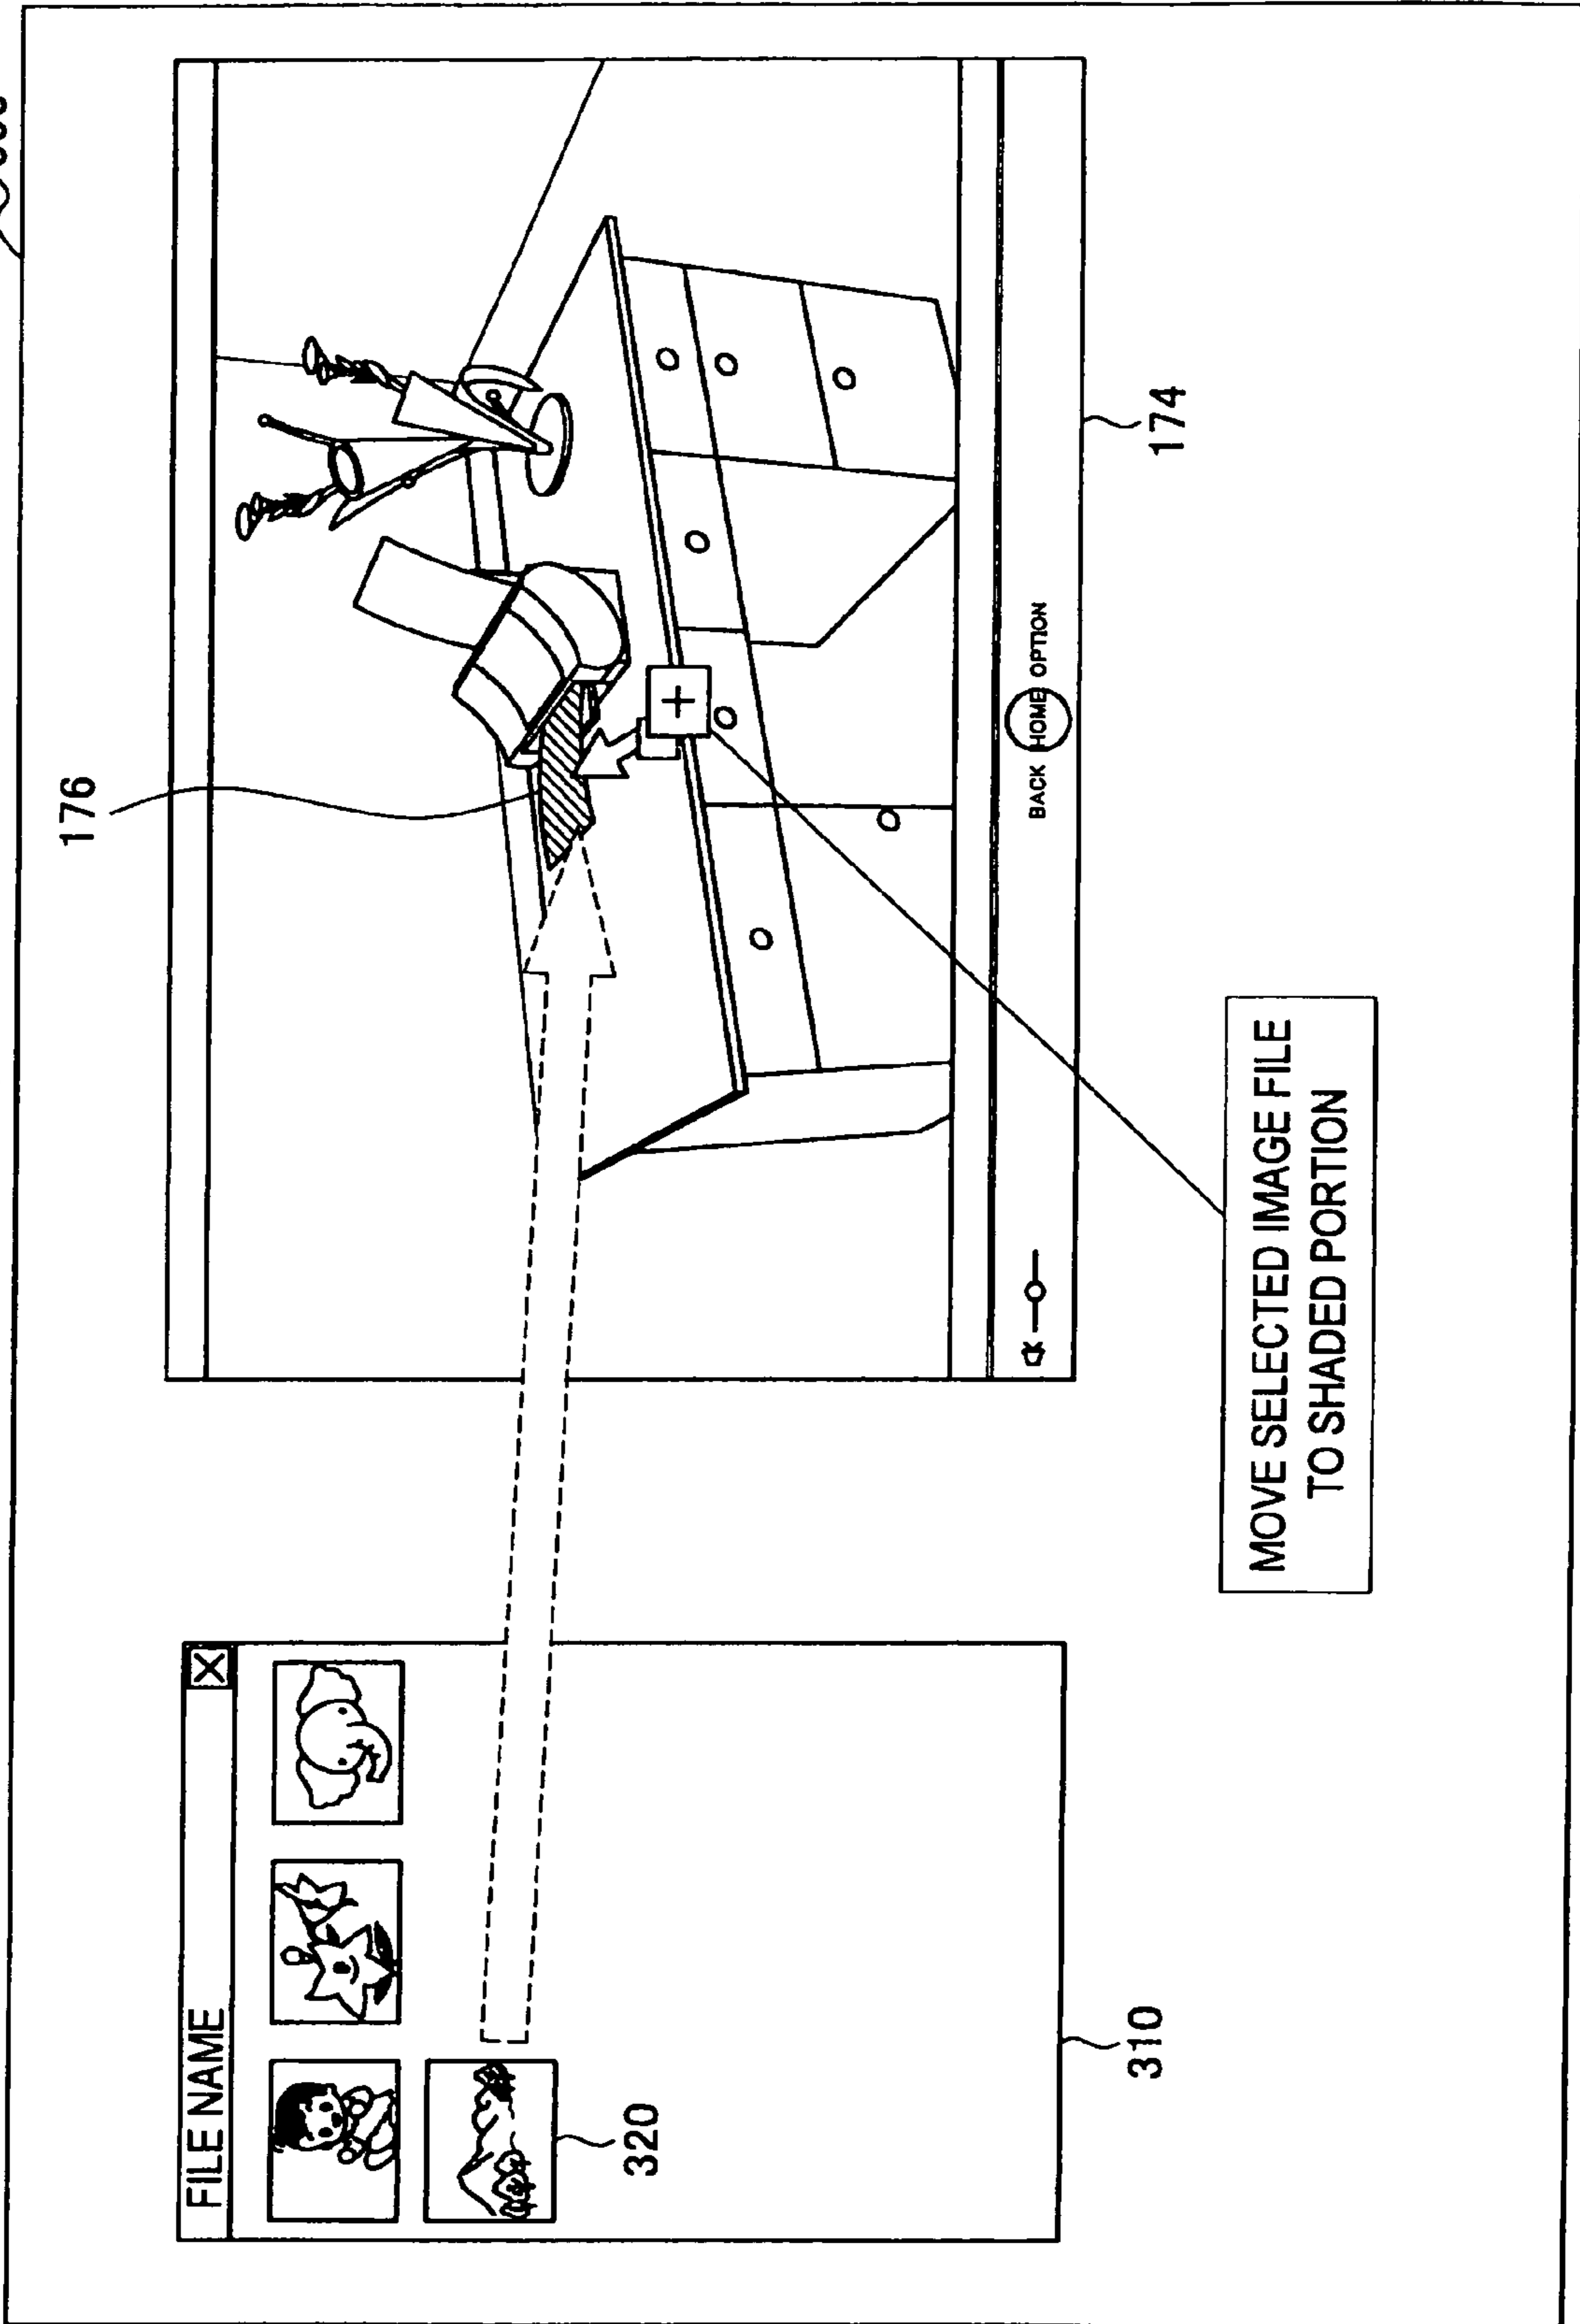 176
FILE NAME
X
320
310
BACK HOME OPTION
174
MOVE SELECTED IMAGE FILE
TO SHADED PORTION